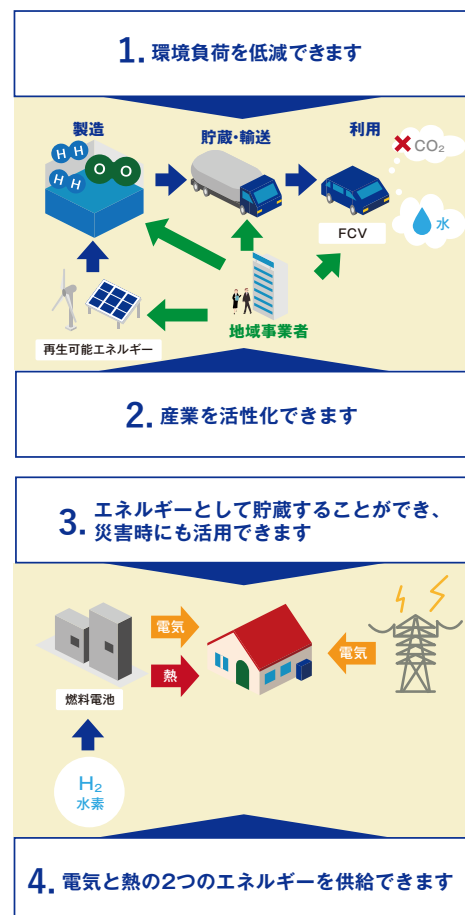 1. 環境負荷を低減できます
製造
貯蔵・輸送
利用
H H
H H
O O
CO₂
水
FCV
地域事業者
再生可能エネルギー
2. 産業を活性化できます
3. エネルギーとして貯蔵することができ、
災害時にも活用できます
電気
熱
電気
燃料電池
H₂
水素
4. 電気と熱の2つのエネルギーを供給できます